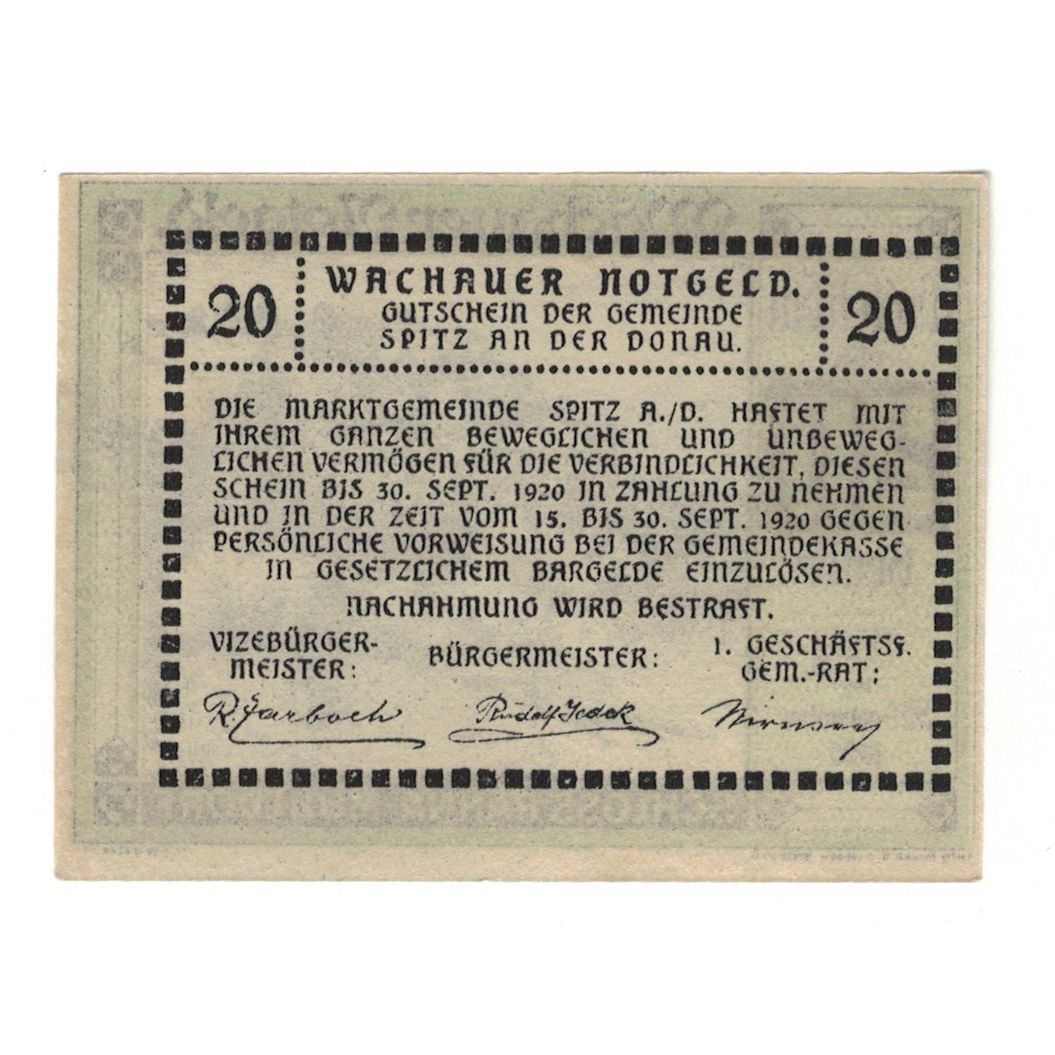 20
WACHAUER NOTGELD.
20
GUTSCHEIN DER GEMEINDE
SPITZ AN DER DONAU.
DIE MARKTGEMEINDE SPITZ A./D. HAFTET MIT
IHREM GANZEN BEWEGLICHEN UND UNBEWEG-
LICHEN VERMÖGEN FÜR DIE VERBINDLICHKEIT, DIESEN
SCHEIN BIS 30. SEPT. 1920 IN ZAHLUNG ZU NEHMEN
UND IN DER ZEIT VOM 15. BIS 30. SEPT. 1920 GEGEN
PERSÖNLICHE VORWEISUNG BEI DER GEMEINDEKASSE
IN GESETZLICHEM BARGELDE EINZULÖSEN.
NACHAHMUNG WIRD BESTRAFT.
VIZEBÜRGER-
MEISTER:
BÜRGERMEISTER:
1. GESCHÄFTSF.
GEM.-RAT:
Rudolf